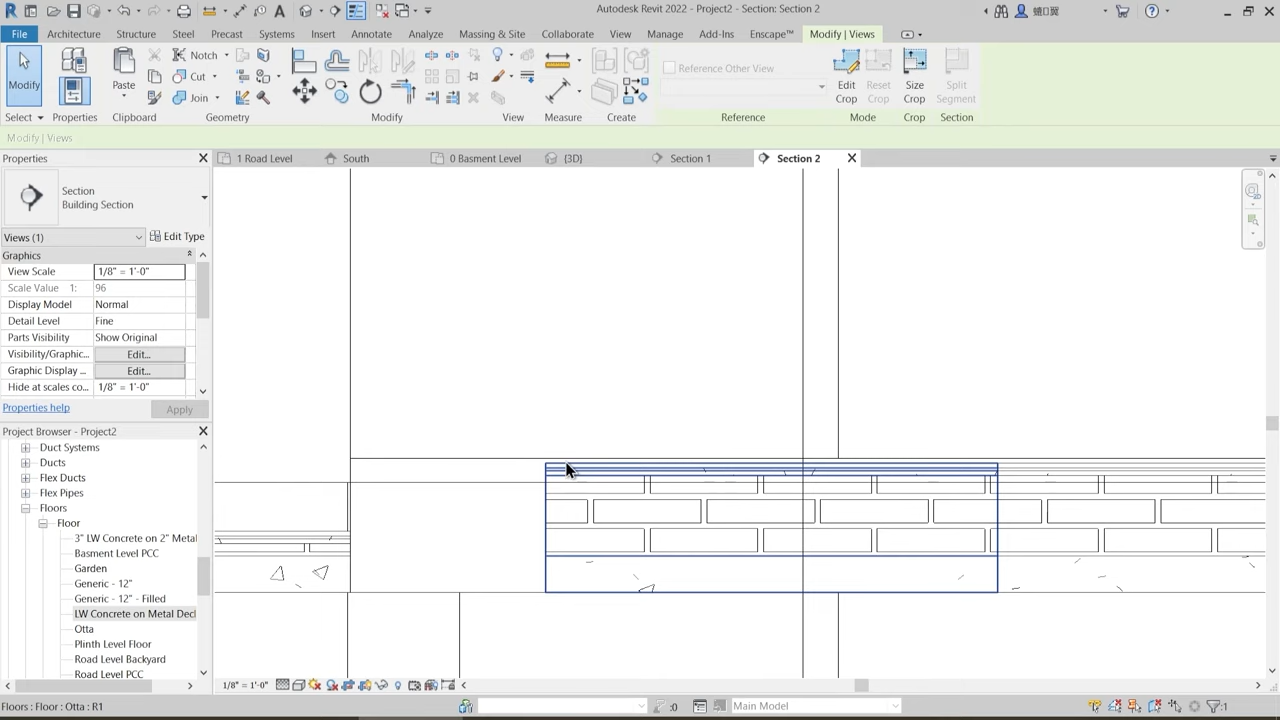 Autodesk Revit 2022 - Project2 - Section: Section 2
File Architecture Structure Steel Precast Systems Insert Annotate Analyze Massing & Site Collaborate View Manage Add-Ins Enscape™ Modify | Views
Modify
Paste
Notch
Cut
Join
Reference Other View
Edit Crop
Reset Crop
Size Crop
Split Segment
Select Properties Clipboard Geometry Modify View Measure Create Reference Mode Crop Section
Modify | Views
Properties
1 Road Level South 0 Basment Level {3D} Section 1 Section 2
Section
Building Section
Views (1) Edit Type
Graphics
View Scale 1/8" = 1'-0"
Scale Value 1: 96
Display Model Normal
Detail Level Fine
Parts Visibility Show Original
Visibility/Graphic... Edit...
Graphic Display ... Edit...
Hide at scales co... 1/8" = 1'-0"
Properties help Apply
Project Browser - Project2
Duct Systems
Ducts
Flex Ducts
Flex Pipes
Floors
Floor
3" LW Concrete on 2" Metal
Basment Level PCC
Garden
Generic - 12"
Generic - 12" - Filled
LW Concrete on Metal Decl
Otta
Plinth Level Floor
Road Level Backyard
Road Level PCC
1/8" = 1'-0"
Floors : Floor : Otta : R1 :0 Main Model :1